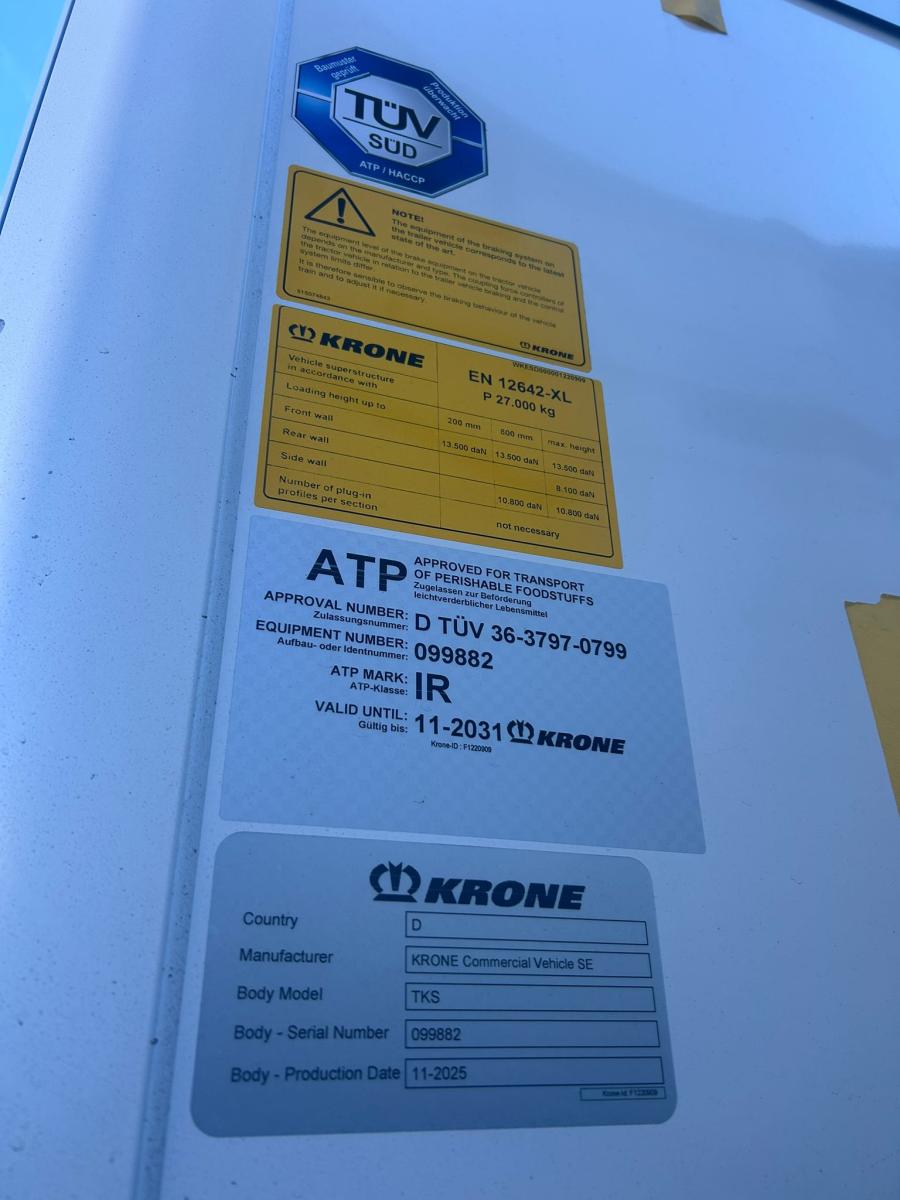 Baumuster
geprüft
Produktion
überwacht
TÜV
SÜD
ATP / HACCP
NOTE!
The equipment of the braking system on
the trailer vehicle corresponds to the latest
state of the art.
The equipment level of the brake equipment on the tractor vehicle
depends on the manufacturer and type. The coupling force controllers of
the tractor vehicle in relation to the trailer vehicle braking and the control
system limits differ.
It is therefore sensible to observe the braking behaviour of the vehicle
train and to adjust it if necessary.
KRONE
KRONE
WKESD000001220909
Vehicle superstructure
in accordance with
EN 12642-XL
P 27.000 kg
Loading height up to 200 mm 800 mm max. height
Front wall 13.500 daN 13.500 daN 13.500 daN
Rear wall 8.100 daN
Side wall 10.800 daN 10.800 daN
Number of plug-in
profiles per section
not necessary
ATP APPROVED FOR TRANSPORT
OF PERISHABLE FOODSTUFFS
Zugelassen zur Beförderung
leichtverderblicher Lebensmittel
APPROVAL NUMBER: D TÜV 36-3797-0799
Zulassungsnummer:
EQUIPMENT NUMBER: 099882
Aufbau- oder Identnummer:
ATP MARK: IR
ATP-Klasse:
VALID UNTIL: 11-2031 KRONE
Gültig bis:
Krone-ID : F1220909
KRONE
Country D
Manufacturer KRONE Commercial Vehicle SE
Body Model TKS
Body - Serial Number 099882
Body - Production Date 11-2025
Krone-Id: F1220909